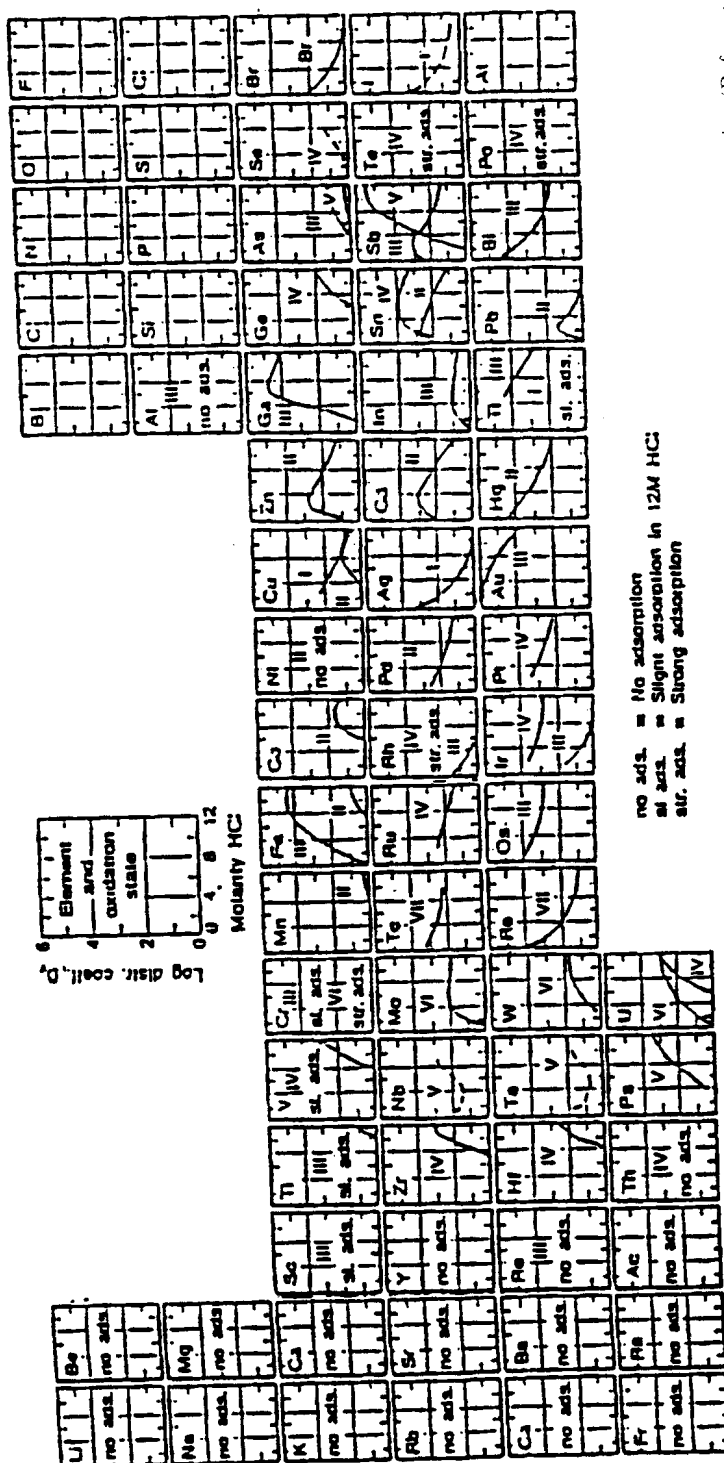 Li
no ads.
Be
no ads.
B
C
N
O
F
Na
no ads.
Mg
no ads.
Element
and
oxidation
state
Log distr. coeff., Dv
6
4
2
0
0 4 8 12
Molarity HCl
Al
III
no ads.
Si
P
S
Cl
K
no ads.
Ca
no ads.
Sc
III
sl. ads.
Ti
III
sl. ads.
V IV
sl. ads.
V
Cr III
sl. ads.
VI
str. ads.
Mn
II
Fe
III
II
Co
II
Ni
II
no ads.
Cu
I
II
Zn
II
Ga
III
Ge
IV
As
III
V
Se
IV
Br
Br
Rb
no ads.
Sr
no ads.
Y
no ads.
Zr
IV
Nb
V
Mo
VI
Tc
VII
Ru
IV
Rh
IV
str. ads.
III
Pd
II
Ag
I
Cd
II
In
III
Sn
IV
II
Sb
III
V
Te
IV
str. ads.
I
Cs
no ads.
Ba
no ads.
Re
III
no ads.
Hf
IV
Ta
V
W
VI
Re
VII
Os
III
Ir
IV
III
Pt
IV
Au
III
Hg
II
Tl
III
I
sl. ads.
Pb
II
Bi
III
Po
IV
str. ads.
At
Fr
no ads.
Ra
no ads.
Ac
no ads.
Th
IV
no ads.
Pa
V
U
VI
IV
no ads. = No adsorption
sl ads. = Slight adsorption in 12M HCl
str. ads. = Strong adsorption